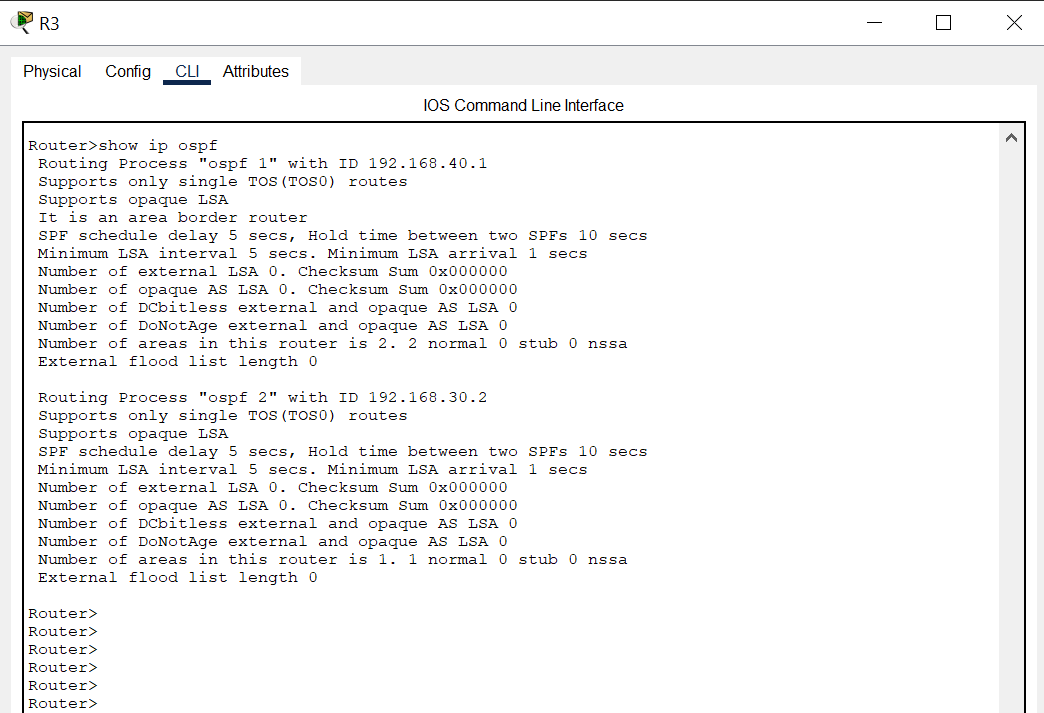 R3
Physical Config CLI Attributes
IOS Command Line Interface
Router>show ip ospf
Routing Process "ospf 1" with ID 192.168.40.1
Supports only single TOS(TOS0) routes
Supports opaque LSA
It is an area border router
SPF schedule delay 5 secs, Hold time between two SPFs 10 secs
Minimum LSA interval 5 secs. Minimum LSA arrival 1 secs
Number of external LSA 0. Checksum Sum 0x000000
Number of opaque AS LSA 0. Checksum Sum 0x000000
Number of DCbitless external and opaque AS LSA 0
Number of DoNotAge external and opaque AS LSA 0
Number of areas in this router is 2. 2 normal 0 stub 0 nssa
External flood list length 0
Routing Process "ospf 2" with ID 192.168.30.2
Supports only single TOS(TOS0) routes
Supports opaque LSA
SPF schedule delay 5 secs, Hold time between two SPFs 10 secs
Minimum LSA interval 5 secs. Minimum LSA arrival 1 secs
Number of external LSA 0. Checksum Sum 0x000000
Number of opaque AS LSA 0. Checksum Sum 0x000000
Number of DCbitless external and opaque AS LSA 0
Number of DoNotAge external and opaque AS LSA 0
Number of areas in this router is 1. 1 normal 0 stub 0 nssa
External flood list length 0
Router>
Router>
Router>
Router>
Router>
Router>